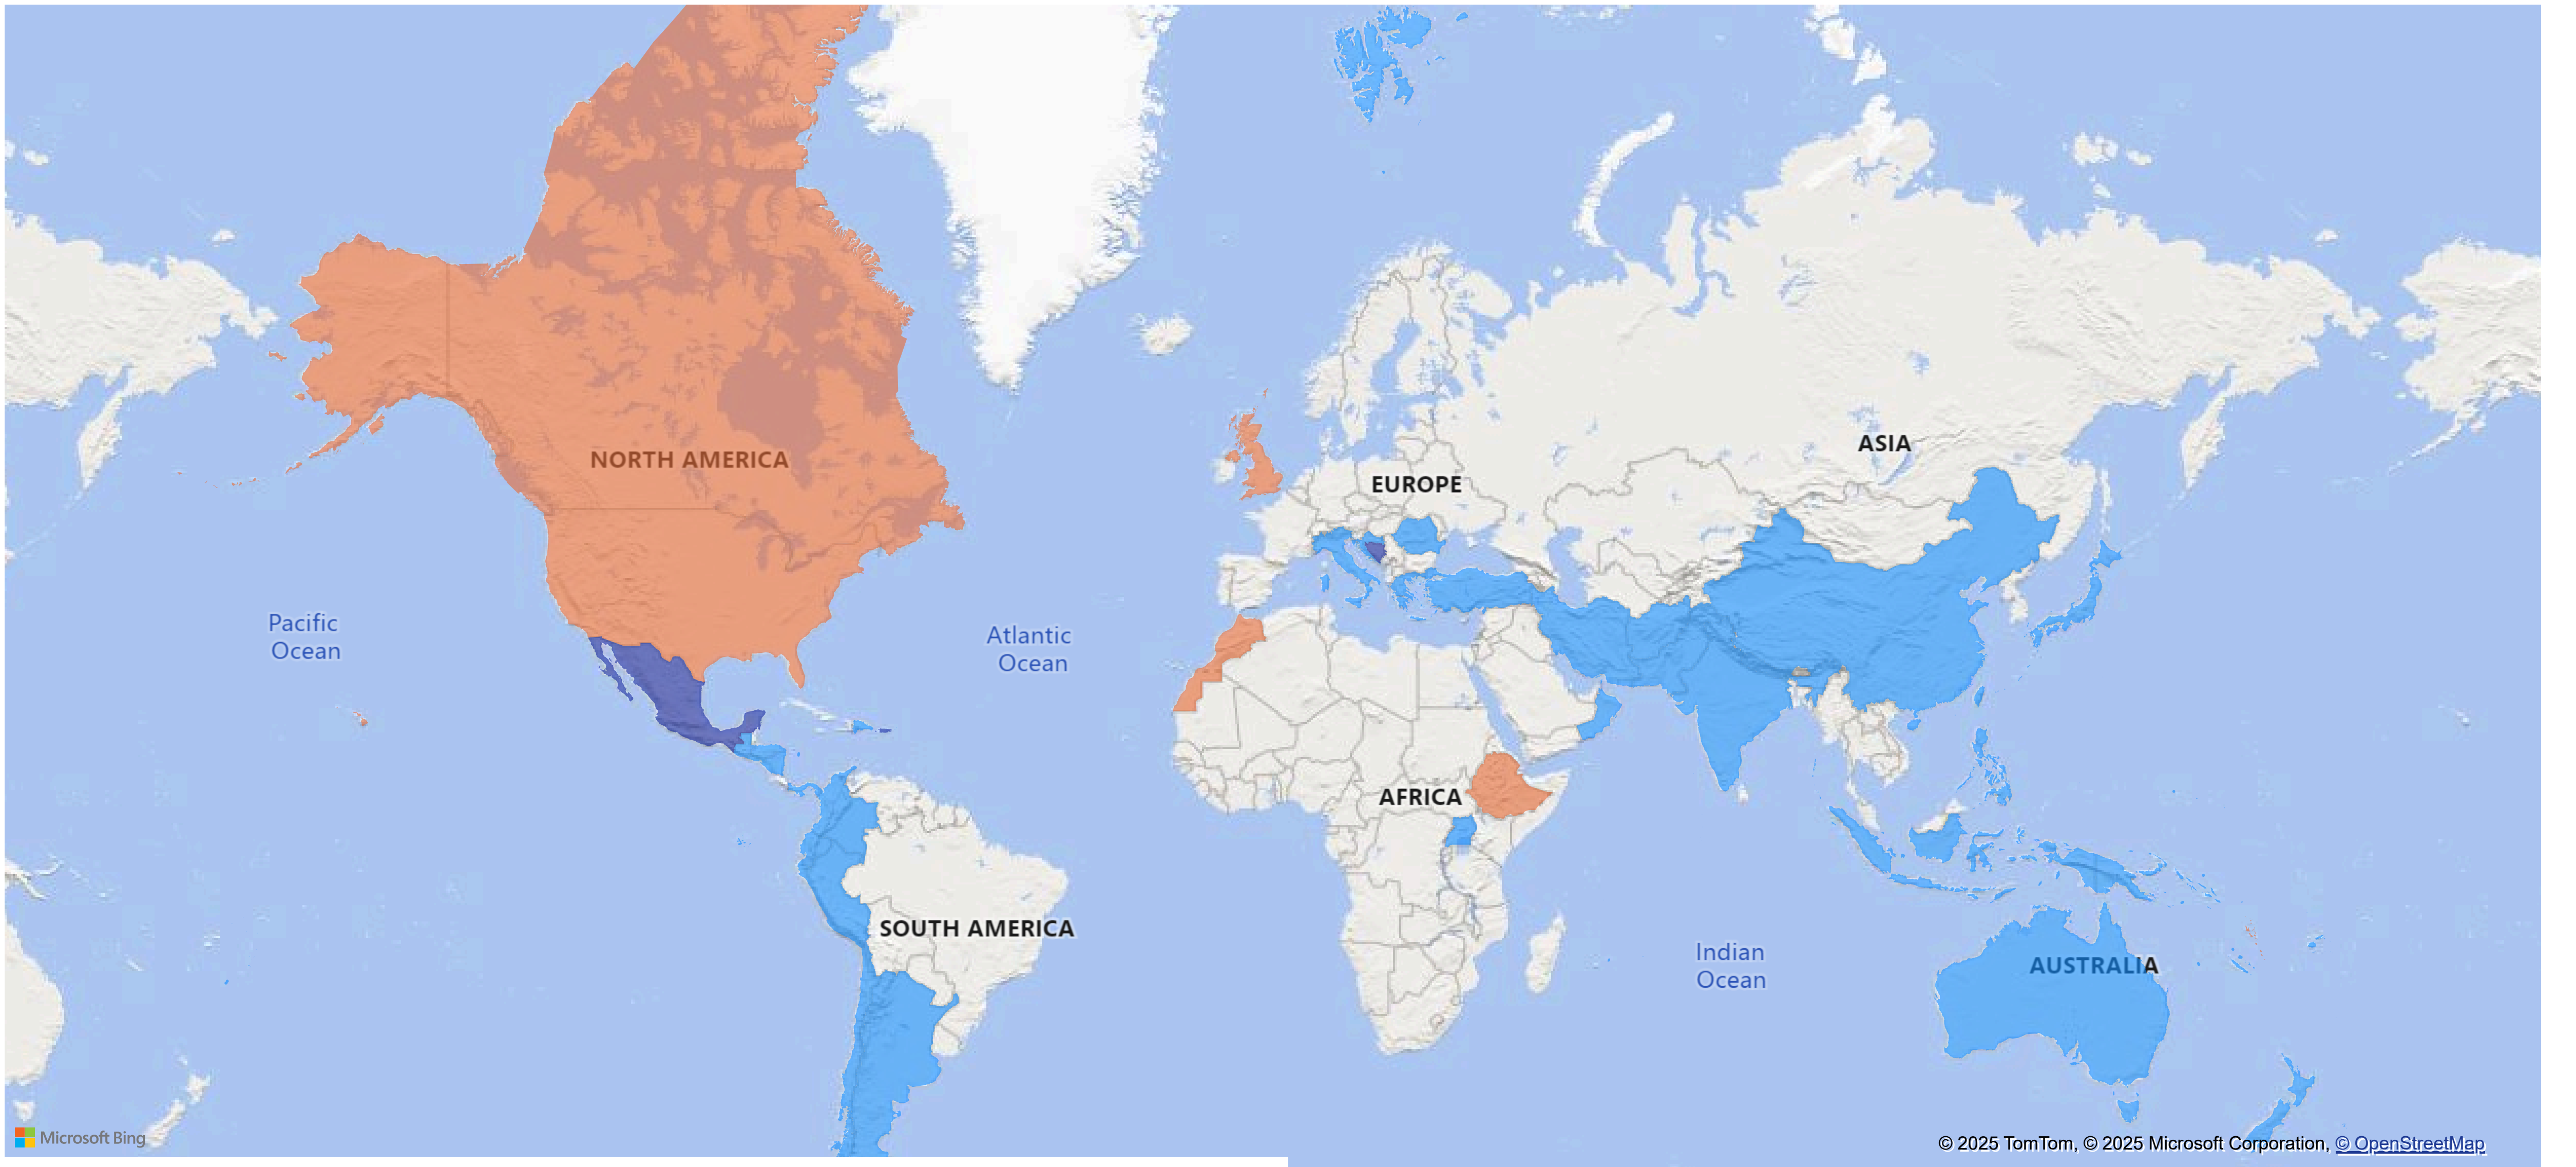 NORTH AMERICA
ASIA
EUROPE
Pacific
Ocean
Atlantic
Ocean
AFRICA
SOUTH AMERICA
Indian
Ocean
AUSTRALIA
Microsoft Bing
© 2025 TomTom, © 2025 Microsoft Corporation, © OpenStreetMap